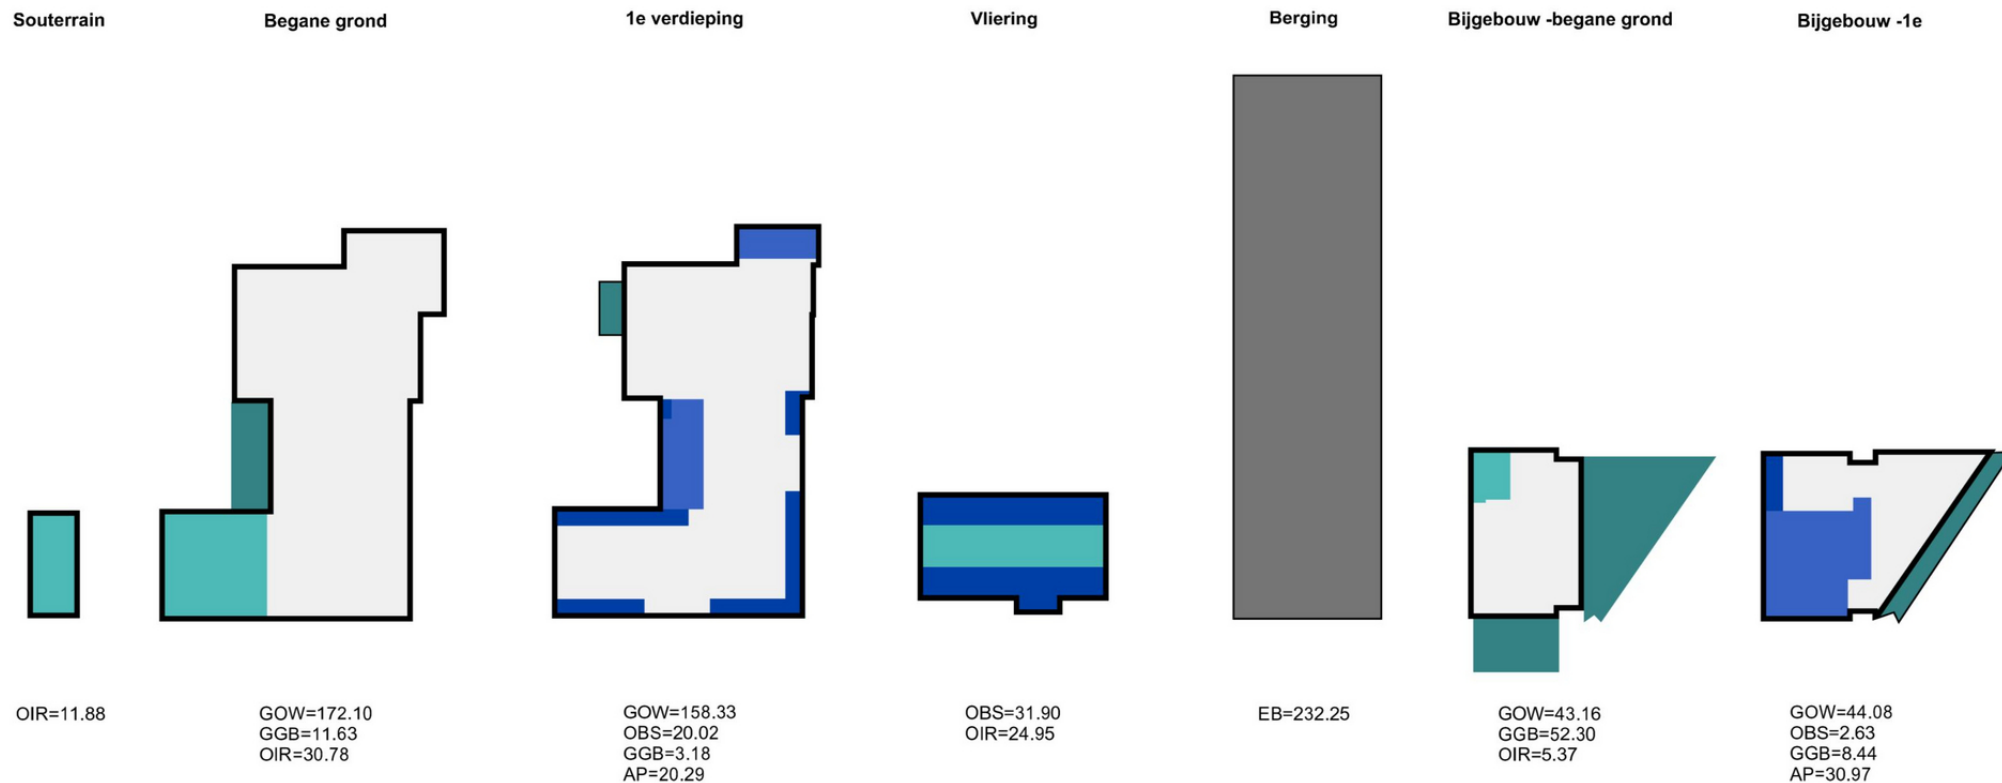 Souterrain
Begane grond
1e verdieping
Vliering
Berging
Bijgebouw -begane grond
Bijgebouw -1e
OIR=11.88
GOW=172.10
GGB=11.63
OIR=30.78
GOW=158.33
OBS=20.02
GGB=3.18
AP=20.29
OBS=31.90
OIR=24.95
EB=232.25
GOW=43.16
GGB=52.30
OIR=5.37
GOW=44.08
OBS=2.63
GGB=8.44
AP=30.97